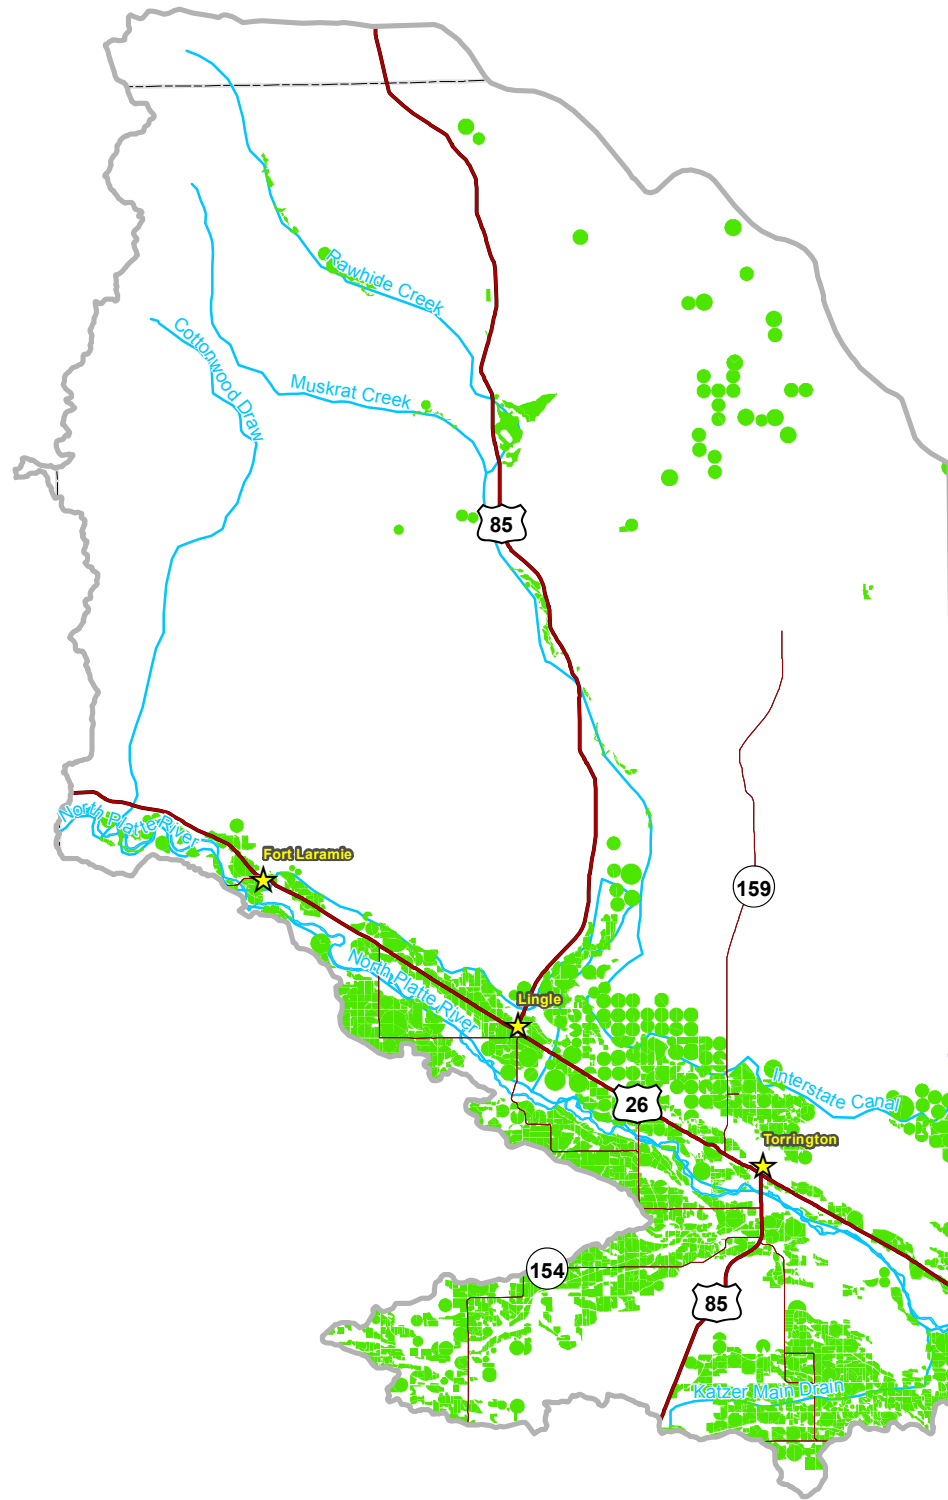 Rawhide Creek
Cottonwood Draw
Muskrat Creek
85
North Platte River
Fort Laramie
159
North Platte River
Lingle
Interstate Canal
26
Torrington
154
85
Katzer Main Drain